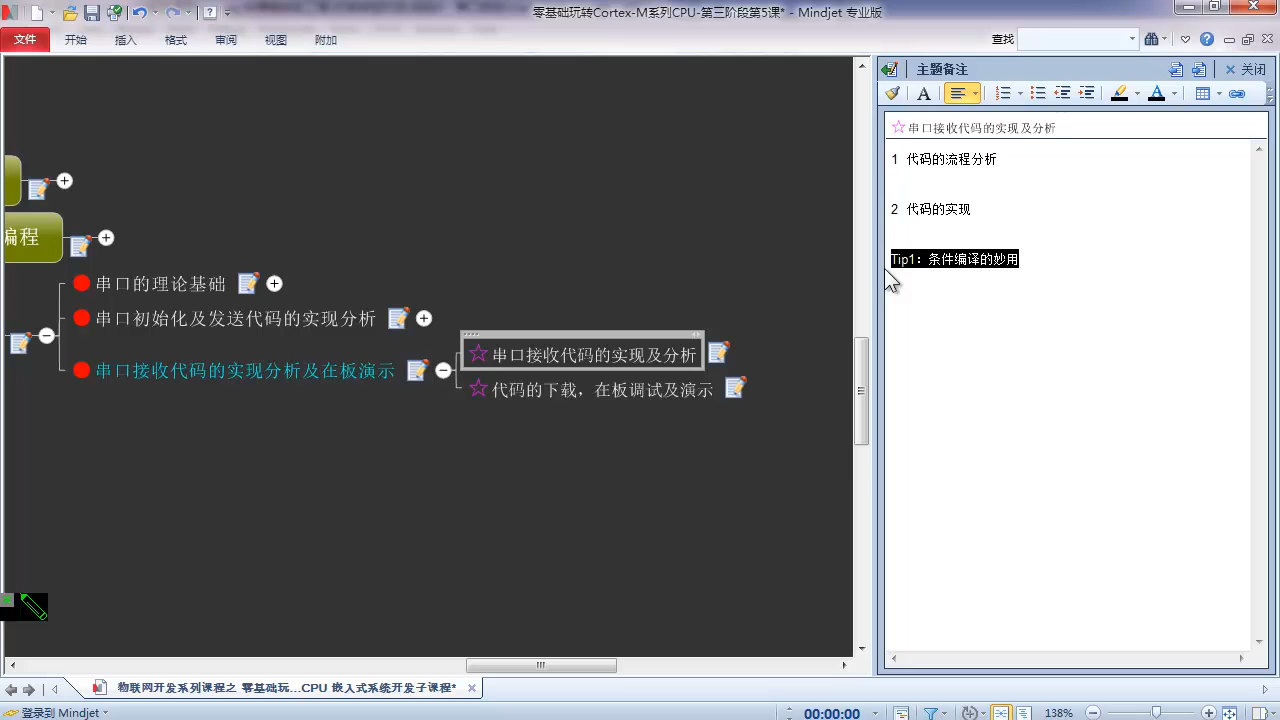 零基础玩转Cortex-M系列CPU-第三阶段第5课* - Mindjet 专业版
文件 开始 插入 格式 审阅 视图 附加 查找
主题备注 关闭
串口接收代码的实现及分析
1 代码的流程分析
2 代码的实现
Tip1：条件编译的妙用
编程
串口的理论基础
串口初始化及发送代码的实现分析
串口接收代码的实现分析及在板演示
串口接收代码的实现及分析
代码的下载，在板调试及演示
物联网开发系列课程之 零基础玩...CPU 嵌入式系统开发子课程*
登录到 Mindjet 00:00:00 138%